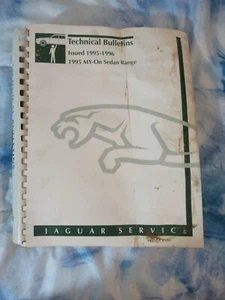 Technical Bulletins
Issued 1995-1996
1995 MY-On Sedan Range
JAGUAR SERVICE